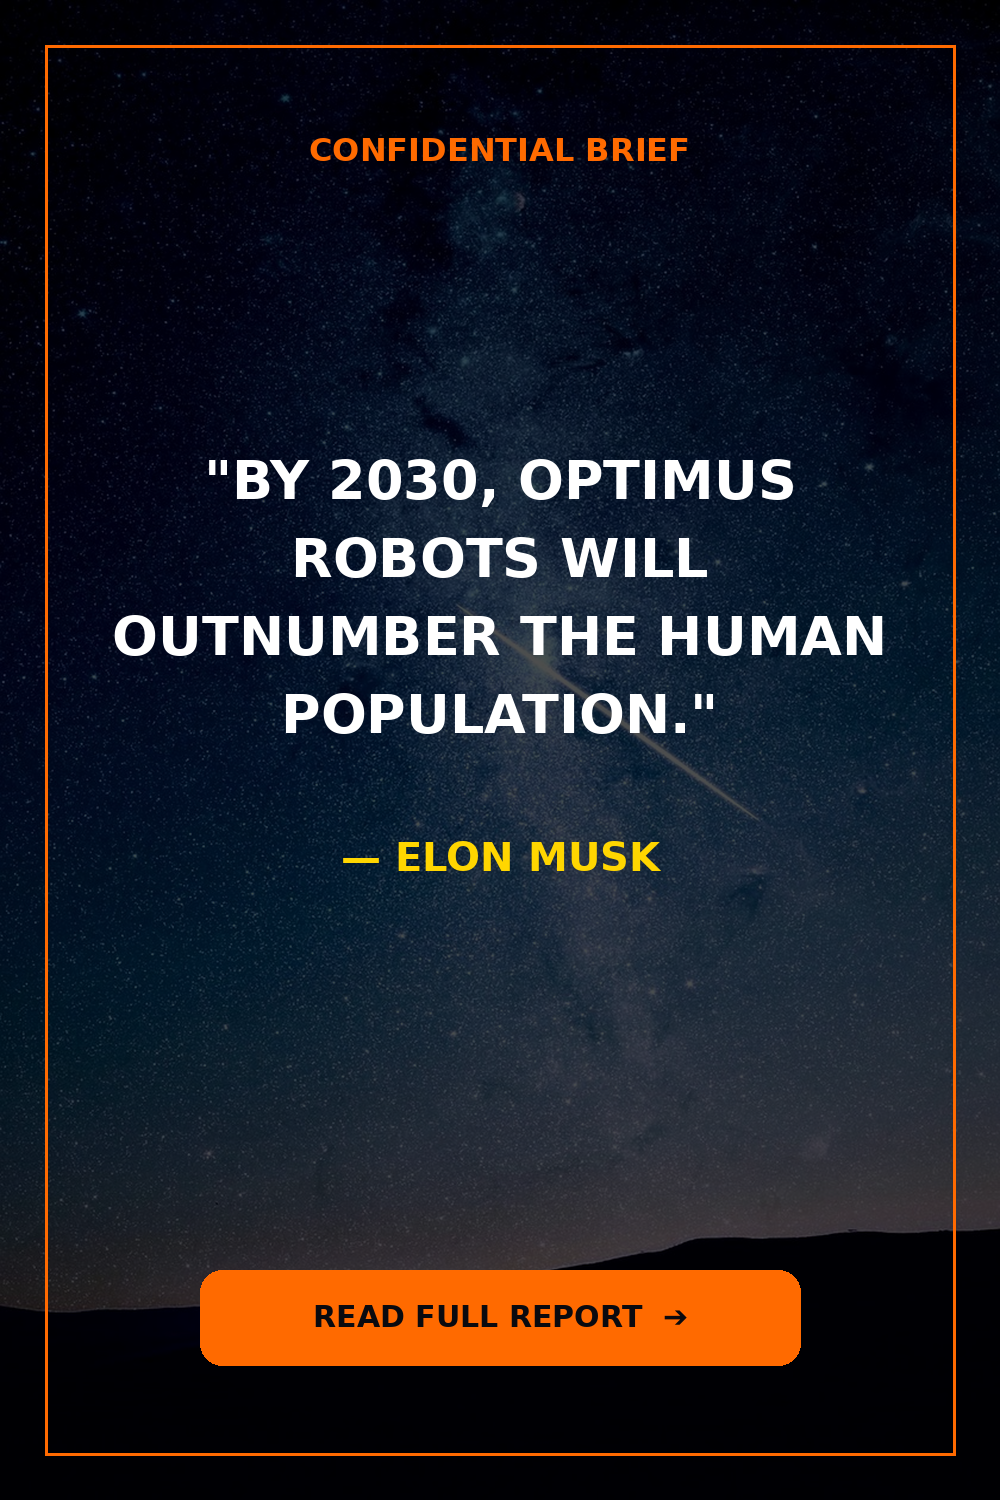 CONFIDENTIAL BRIEF
"BY 2030, OPTIMUS
ROBOTS WILL
OUTNUMBER THE HUMAN
POPULATION."
— ELON MUSK
READ FULL REPORT ➔